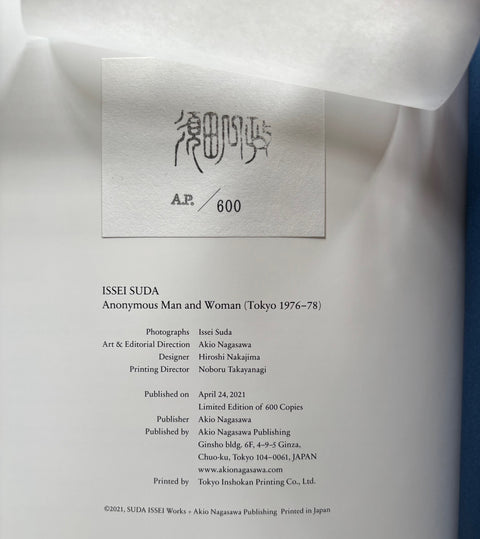 須田
A.P. / 600
ISSEI SUDA
Anonymous Man and Woman (Tokyo 1976–78)
Photographs Issei Suda
Art & Editorial Direction Akio Nagasawa
Designer Hiroshi Nakajima
Printing Director Noboru Takayanagi
Published on April 24, 2021
Limited Edition of 600 Copies
Publisher Akio Nagasawa
Published by Akio Nagasawa Publishing
Ginsho bldg. 6F, 4–9–5 Ginza,
Chuo-ku, Tokyo 104–0061, JAPAN
www.akionagasawa.com
Printed by Tokyo Inshokan Printing Co., Ltd.
©2021, SUDA ISSEI Works + Akio Nagasawa Publishing Printed in Japan